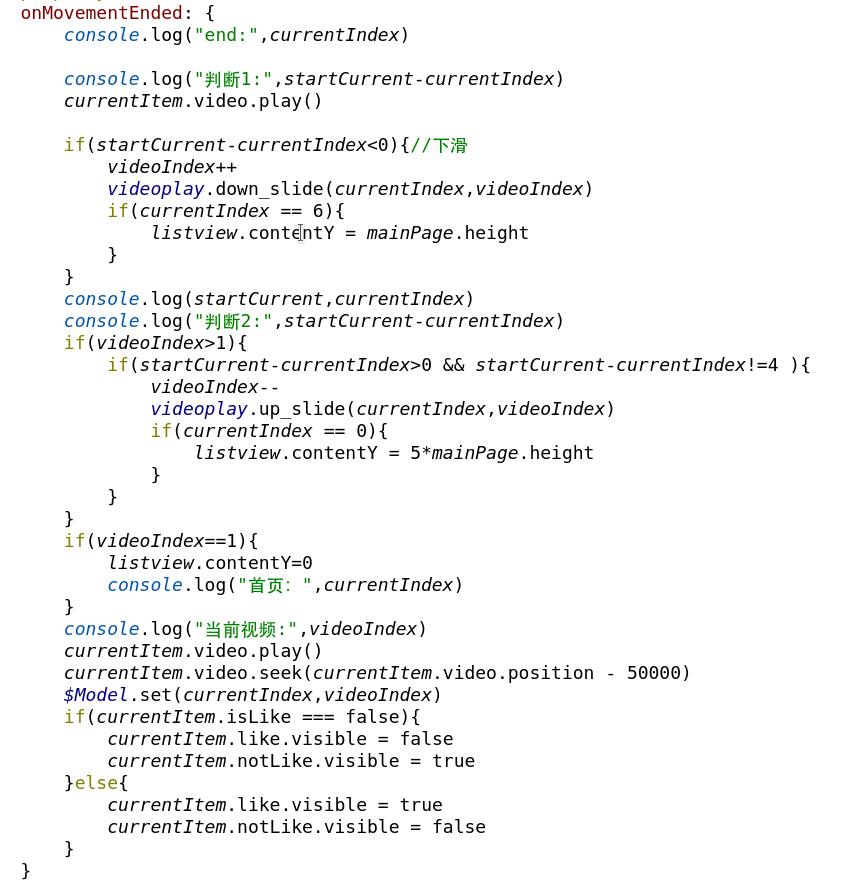 onMovementEnded: {
console.log("end:",currentIndex)
console.log("判断1:",startCurrent-currentIndex)
currentItem.video.play()
if(startCurrent-currentIndex<0){//下滑
videoIndex++
videoplay.down_slide(currentIndex,videoIndex)
if(currentIndex == 6){
listview.contentY = mainPage.height
}
}
console.log(startCurrent,currentIndex)
console.log("判断2:",startCurrent-currentIndex)
if(videoIndex>1){
if(startCurrent-currentIndex>0 && startCurrent-currentIndex!=4 ){
videoIndex--
videoplay.up_slide(currentIndex,videoIndex)
if(currentIndex == 0){
listview.contentY = 5*mainPage.height
}
}
}
if(videoIndex==1){
listview.contentY=0
console.log("首页：",currentIndex)
}
console.log("当前视频:",videoIndex)
currentItem.video.play()
currentItem.video.seek(currentItem.video.position - 50000)
$Model.set(currentIndex,videoIndex)
if(currentItem.isLike === false){
currentItem.like.visible = false
currentItem.notLike.visible = true
}else{
currentItem.like.visible = true
currentItem.notLike.visible = false
}
}